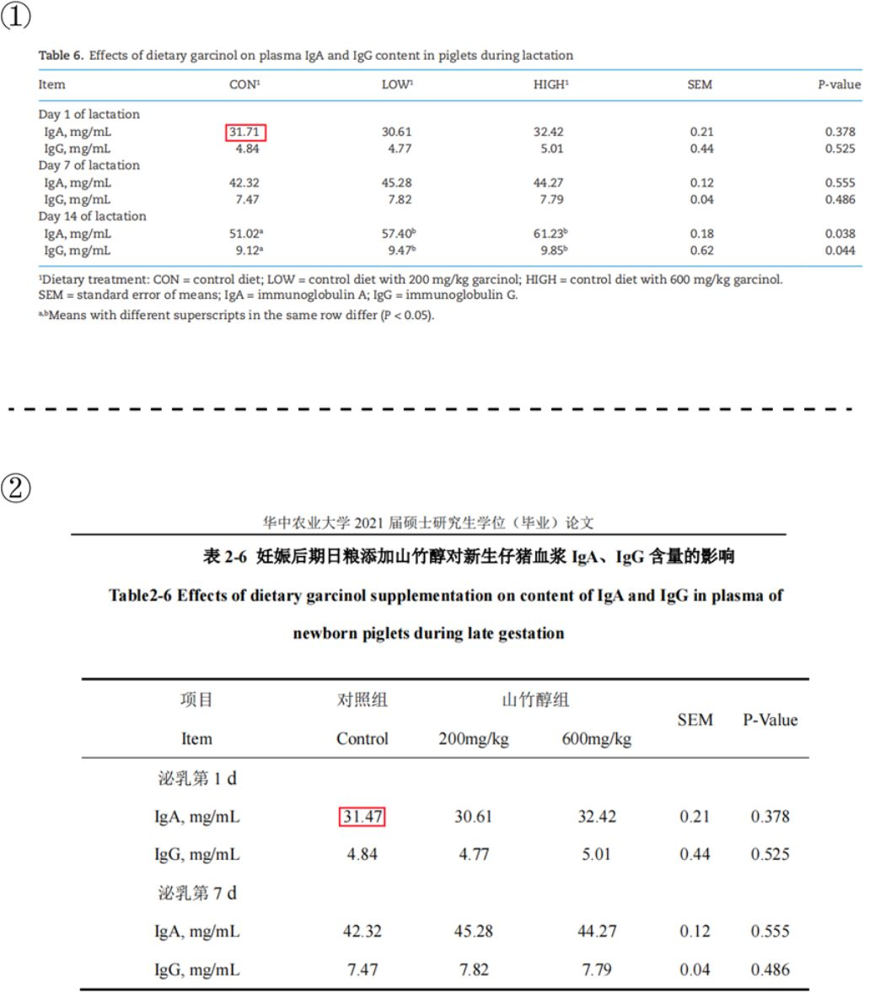 ①
Table 6. Effects of dietary garcinol on plasma IgA and IgG content in piglets during lactation
Item CON¹ LOW¹ HIGH¹ SEM P-value
Day 1 of lactation
IgA, mg/mL 31.71 30.61 32.42 0.21 0.378
IgG, mg/mL 4.84 4.77 5.01 0.44 0.525
Day 7 of lactation
IgA, mg/mL 42.32 45.28 44.27 0.12 0.555
IgG, mg/mL 7.47 7.82 7.79 0.04 0.486
Day 14 of lactation
IgA, mg/mL 51.02ᵃ 57.40ᵇ 61.23ᵇ 0.18 0.038
IgG, mg/mL 9.12ᵃ 9.47ᵇ 9.85ᵇ 0.62 0.044
¹Dietary treatment: CON = control diet; LOW = control diet with 200 mg/kg garcinol; HIGH = control diet with 600 mg/kg garcinol.
SEM = standard error of means; IgA = immunoglobulin A; IgG = immunoglobulin G.
ᵃ,ᵇMeans with different superscripts in the same row differ (P < 0.05).
②
华中农业大学 2021 届硕士研究生学位（毕业）论文
表 2-6 妊娠后期日粮添加山竹醇对新生仔猪血浆 IgA、IgG 含量的影响
Table2-6 Effects of dietary garcinol supplementation on content of IgA and IgG in plasma of
newborn piglets during late gestation
项目 对照组 山竹醇组
SEM P-Value
Item Control 200mg/kg 600mg/kg
泌乳第 1 d
IgA, mg/mL 31.47 30.61 32.42 0.21 0.378
IgG, mg/mL 4.84 4.77 5.01 0.44 0.525
泌乳第 7 d
IgA, mg/mL 42.32 45.28 44.27 0.12 0.555
IgG, mg/mL 7.47 7.82 7.79 0.04 0.486